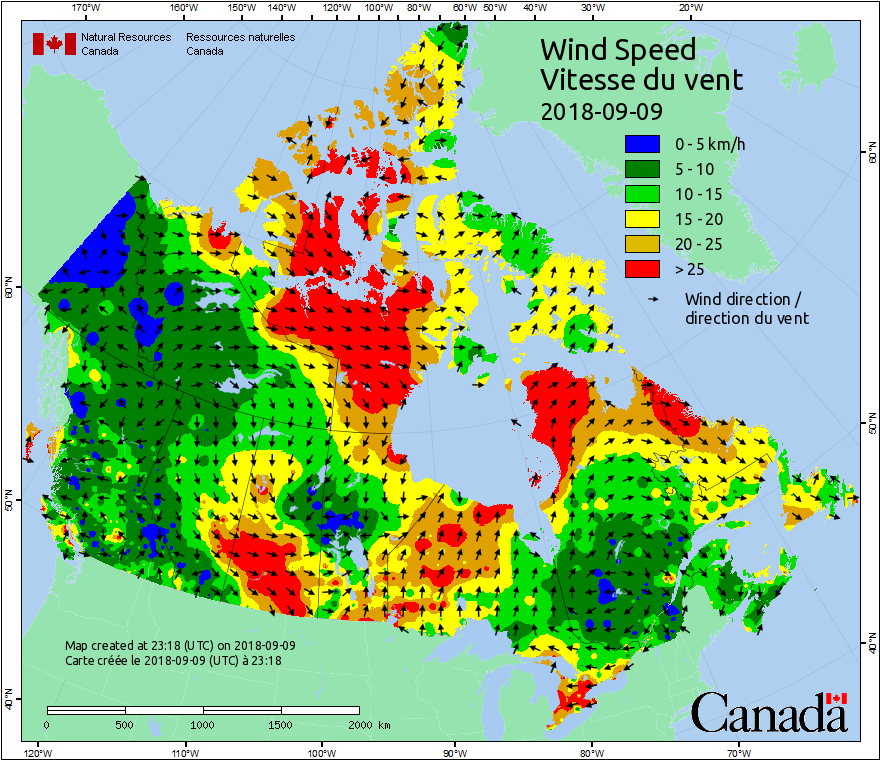 170°W 160°W 150°W 140°W 130°W 120°W 110°W 100°W 90°W 80°W 70°W 60°W 50°W 40°W 30°W 20°W
Natural Resources Canada
Ressources naturelles Canada
Wind Speed
Vitesse du vent
2018-09-09
0 - 5 km/h
5 - 10
10 - 15
15 - 20
20 - 25
> 25
Wind direction /
direction du vent
60°N
60°N
50°N
50°N
40°N
40°N
Map created at 23:18 (UTC) on 2018-09-09
Carte créée le 2018-09-09 (UTC) à 23:18
0 500 1000 1500 2000 km
Canada
120°W 110°W 100°W 90°W 80°W 70°W